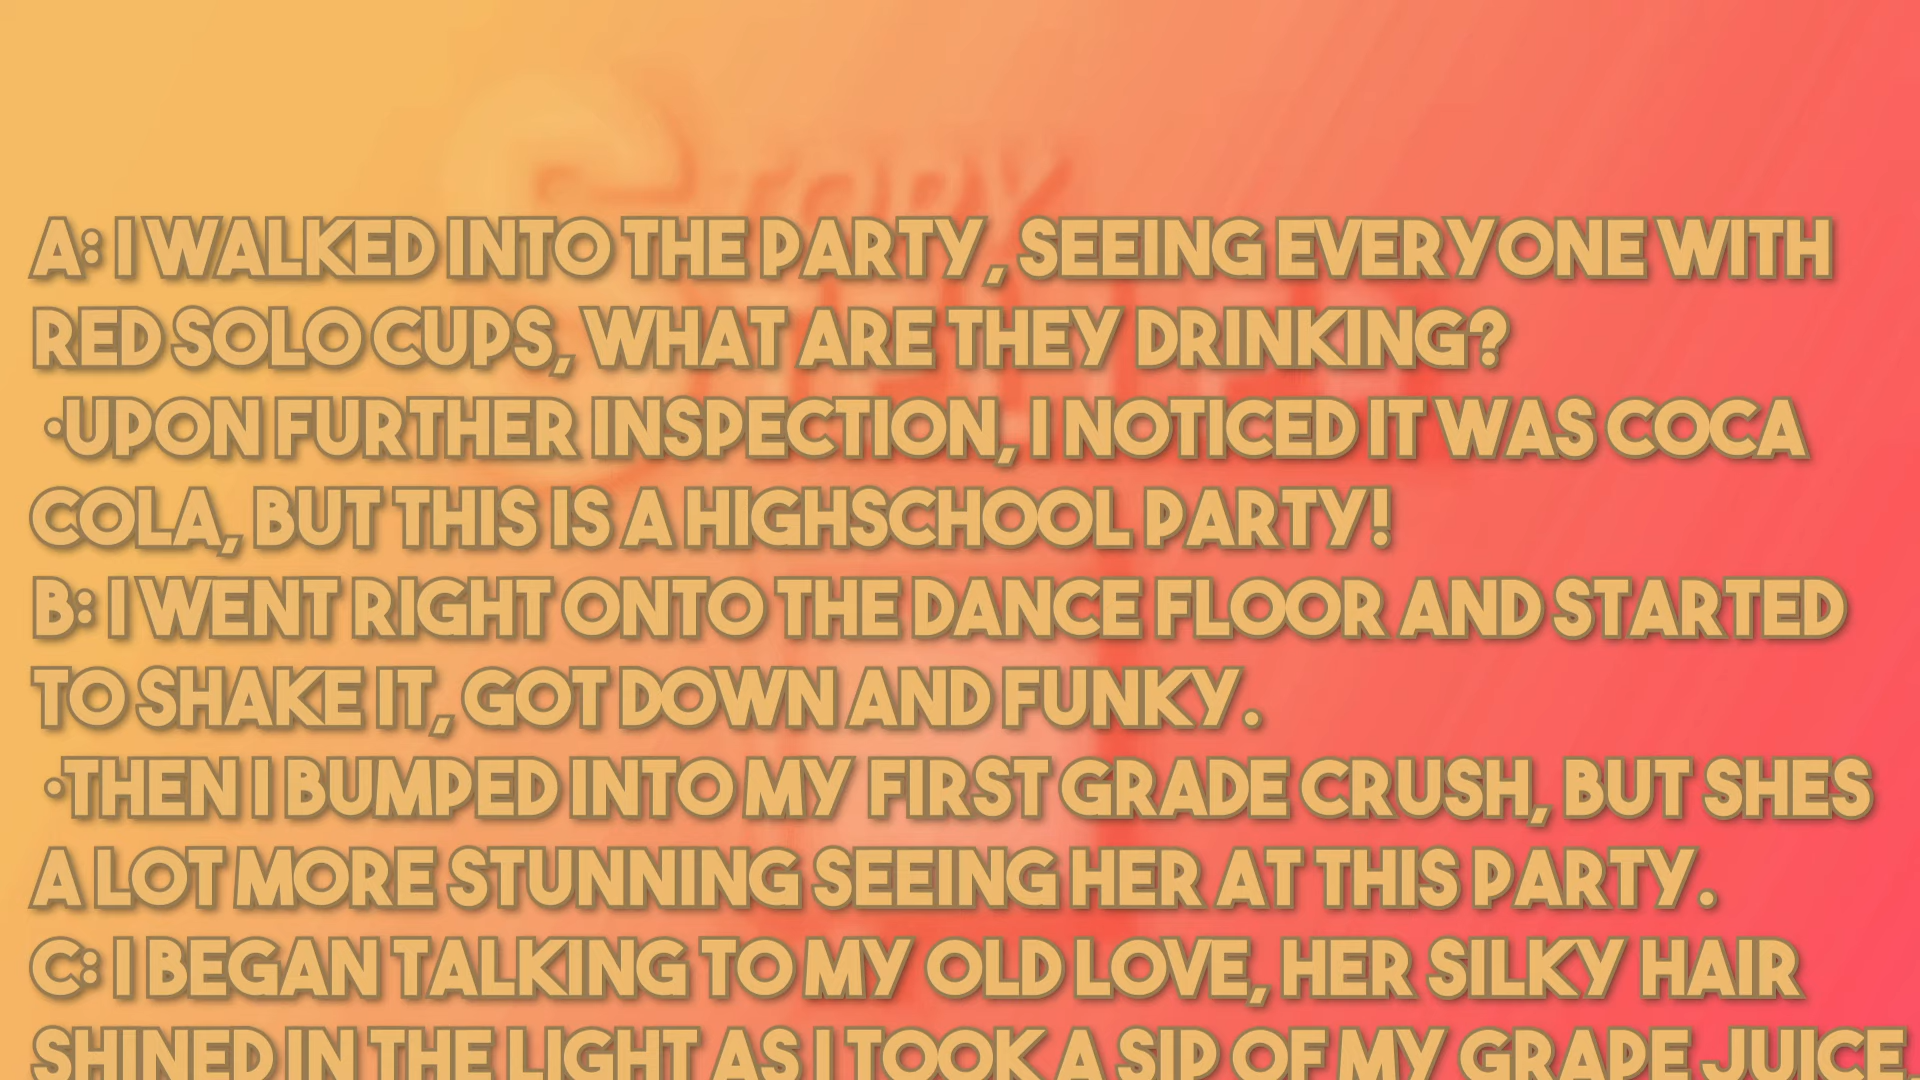 STORY
A: I WALKED INTO THE PARTY, SEEING EVERYONE WITH
RED SOLO CUPS, WHAT ARE THEY DRINKING?
•UPON FURTHER INSPECTION, I NOTICED IT WAS COCA
COLA, BUT THIS IS A HIGHSCHOOL PARTY!
B: I WENT RIGHT ONTO THE DANCE FLOOR AND STARTED
TO SHAKE IT, GOT DOWN AND FUNKY.
•THEN I BUMPED INTO MY FIRST GRADE CRUSH, BUT SHES
A LOT MORE STUNNING SEEING HER AT THIS PARTY.
C: I BEGAN TALKING TO MY OLD LOVE, HER SILKY HAIR
SHINED IN THE LIGHT AS I TOOK A SIP OF MY GRAPE JUICE.